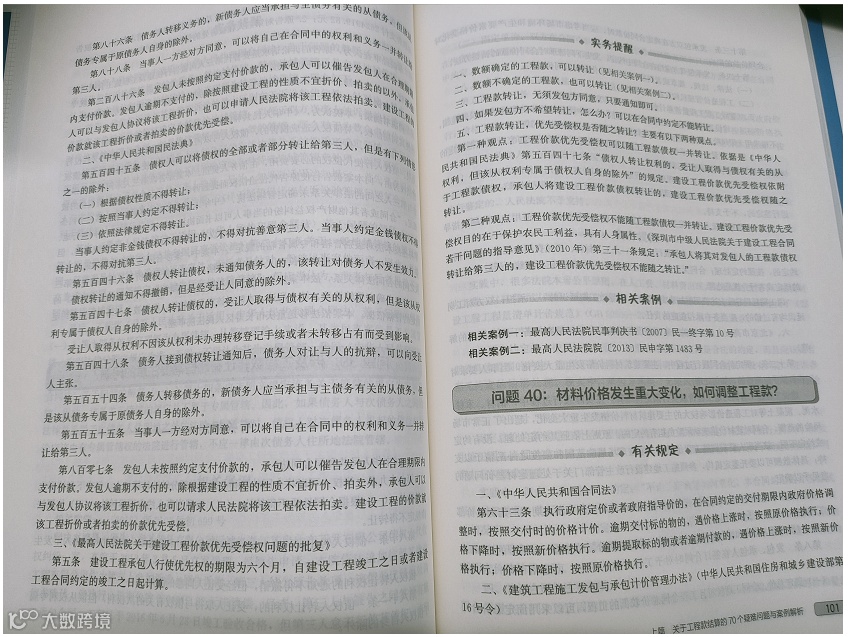 第八十六条 债务人转移义务的，新债务人应当承担与主债务有关的从债务，但该
债务专属于原债务人自身的除外。
第八十八条 当事人一方经对方同意，可以将自己在合同中的权利和义务一并转让给
第三人。
第二百八十六条 发包人未按照约定支付价款的，承包人可以催告发包人在合理期限
内支付价款。发包人逾期不支付的，除按照建设工程的性质不宜折价、拍卖的以外，承包
人可以与发包人协议将该工程折价，也可以申请人民法院将该工程依法拍卖。建设工程的
价款就该工程折价或者拍卖的价款优先受偿。
二、《中华人民共和国民法典》
第五百四十五条 债权人可以将债权的全部或者部分转让给第三人，但是有下列情形
之一的除外：
（一）根据债权性质不得转让；
（二）按照当事人约定不得转让；
（三）依照法律规定不得转让。
当事人约定非金钱债权不得转让的，不得对抗善意第三人。当事人约定金钱债权不得
转让的，不得对抗第三人。
第五百四十六条 债权人转让债权，未通知债务人的，该转让对债务人不发生效力。
债权转让的通知不得撤销，但是经受让人同意的除外。
第五百四十七条 债权人转让债权的，受让人取得与债权有关的从权利，但是该从权
利专属于债权人自身的除外。
受让人取得从权利不因该从权利未办理转移登记手续或者未转移占有而受到影响。
第五百四十八条 债务人接到债权转让通知后，债务人对让与人的抗辩，可以向受让
人主张。
第五百五十四条 债务人转移债务的，新债务人应当承担与主债务有关的从债务，但
是该从债务专属于原债务人自身的除外。
第五百五十五条 当事人一方经对方同意，可以将自己在合同中的权利和义务一并转
让给第三人。
第八百零七条 发包人未按照约定支付价款的，承包人可以催告发包人在合理期限内
支付价款。发包人逾期不支付的，除根据建设工程的性质不宜折价、拍卖外，承包人可以
与发包人协议将该工程折价，也可以请求人民法院将该工程依法拍卖。建设工程的价款就
该工程折价或者拍卖的价款优先受偿。
三、《最高人民法院关于建设工程价款优先受偿权问题的批复》
第五条 建设工程承包人行使优先权的期限为六个月，自建设工程竣工之日或者建设
工程合同约定的竣工之日起计算。
实务提醒
一、数额确定的工程款，可以转让（见相关案例一）。
二、数额不确定的工程款，也可以转让（见相关案例二）。
三、工程款转让，无须发包方同意，只要通知即可。
四、如果发包方不希望转让，怎么办？可以在合同中约定不能转让。
五、工程款转让，优先受偿权是否随之转让？主要有以下两种观点。
第一种观点：工程价款优先受偿权可以随工程款债权一并转让。依据是《中华人
民共和国民法典》第五百四十七条“债权人转让权利的，受让人取得与债权有关的从
权利，但该从权利专属于债权人自身的除外”的规定。建设工程价款优先受偿权依附
于工程款债权，承包人将建设工程价款债权转让的，建设工程价款优先受偿权随之
转让。
第二种观点：工程价款优先受偿权不能随工程款债权一并转让。建设工程价款优先受
偿权目的在于保护农民工利益，具有人身属性。《深圳市中级人民法院关于建设工程合同
若干问题的指导意见》（2010 年）第三十一条规定：“承包人将其对发包人的工程款债权
转让给第三人的，建设工程价款优先受偿权不能随之转让。”
相关案例
相关案例一：最高人民法院民事判决书〔2007〕民一终字第 10 号
相关案例二：最高人民法院院〔2013〕民申字第 1483 号
问题 40：材料价格发生重大变化，如何调整工程款？
有关规定
一、《中华人民共和国合同法》
第六十三条 执行政府定价或者政府指导价的，在合同约定的交付期限内政府价格调
整时，按照交付时的价格计价。逾期交付标的物的，遇价格上涨时，按照原价格执行；价
格下降时，按照新价格执行。逾期提取标的物或者逾期付款的，遇价格上涨时，按照新价
格执行；价格下降时，按照原价格执行。
二、《建筑工程施工发包与承包计价管理办法》（中华人民共和国住房和城乡建设部第
16 号令）
上篇 关于工程款结算的 70 个疑难问题与案例解析 101
大数跨境